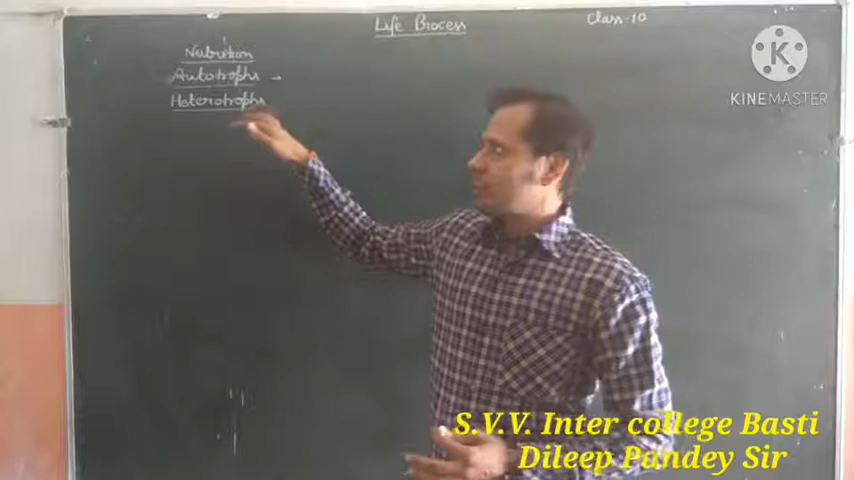 Life Process
Class-10
Nutrition
Autotrophs -
Heterotrophs
KINEMASTER
S.V.V. Inter college Basti
Dileep Pandey Sir